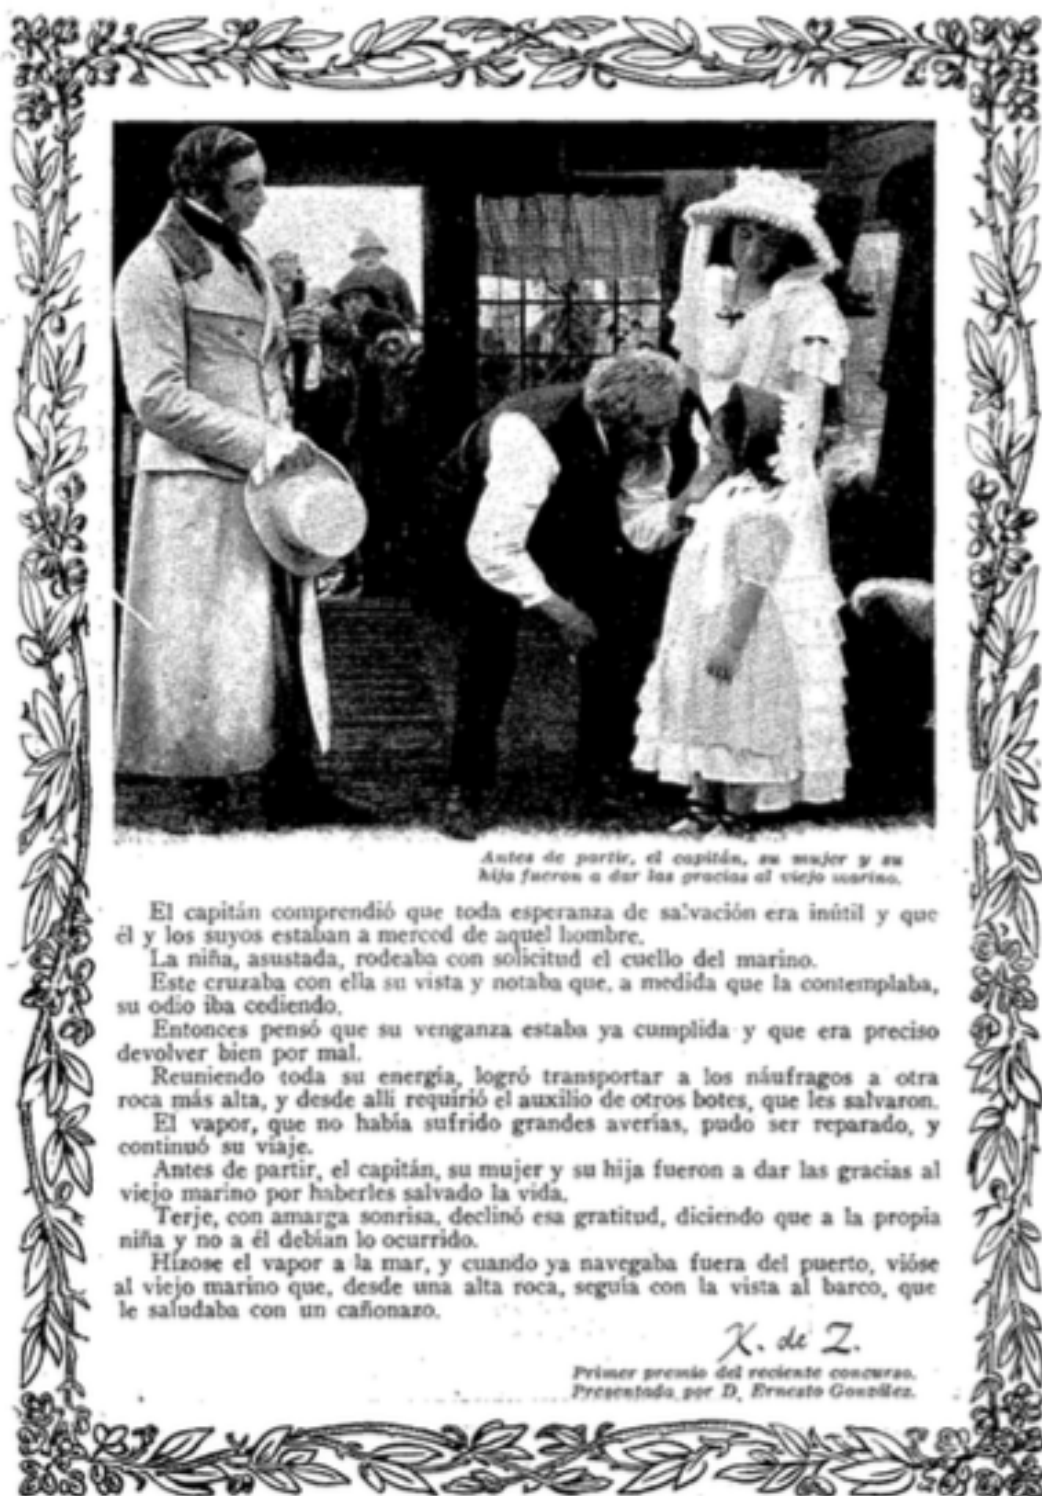 Antes de partir, el capitán, su mujer y su
hija fueron a dar las gracias al viejo marino.
El capitán comprendió que toda esperanza de salvación era inútil y que
él y los suyos estaban a merced de aquel hombre.
La niña, asustada, rodeaba con solicitud el cuello del marino.
Este cruzaba con ella su vista y notaba que, a medida que la contemplaba,
su odio iba cediendo.
Entonces pensó que su venganza estaba ya cumplida y que era preciso
devolver bien por mal.
Reuniendo toda su energía, logró transportar a los náufragos a otra
roca más alta, y desde alli requirió el auxilio de otros botes, que les salvaron.
El vapor, que no había sufrido grandes averías, pudo ser reparado, y
continuó su viaje.
Antes de partir, el capitán, su mujer y su hija fueron a dar las gracias al
viejo marino por haberles salvado la vida.
Terje, con amarga sonrisa, declinó esa gratitud, diciendo que a la propia
niña y no a él debían lo ocurrido.
Hízose el vapor a la mar, y cuando ya navegaba fuera del puerto, vióse
al viejo marino que, desde una alta roca, seguía con la vista al barco, que
le saludaba con un cañonazo.
X. de Z.
Primer premio del reciente concurso.
Presentada por D. Ernesto González.